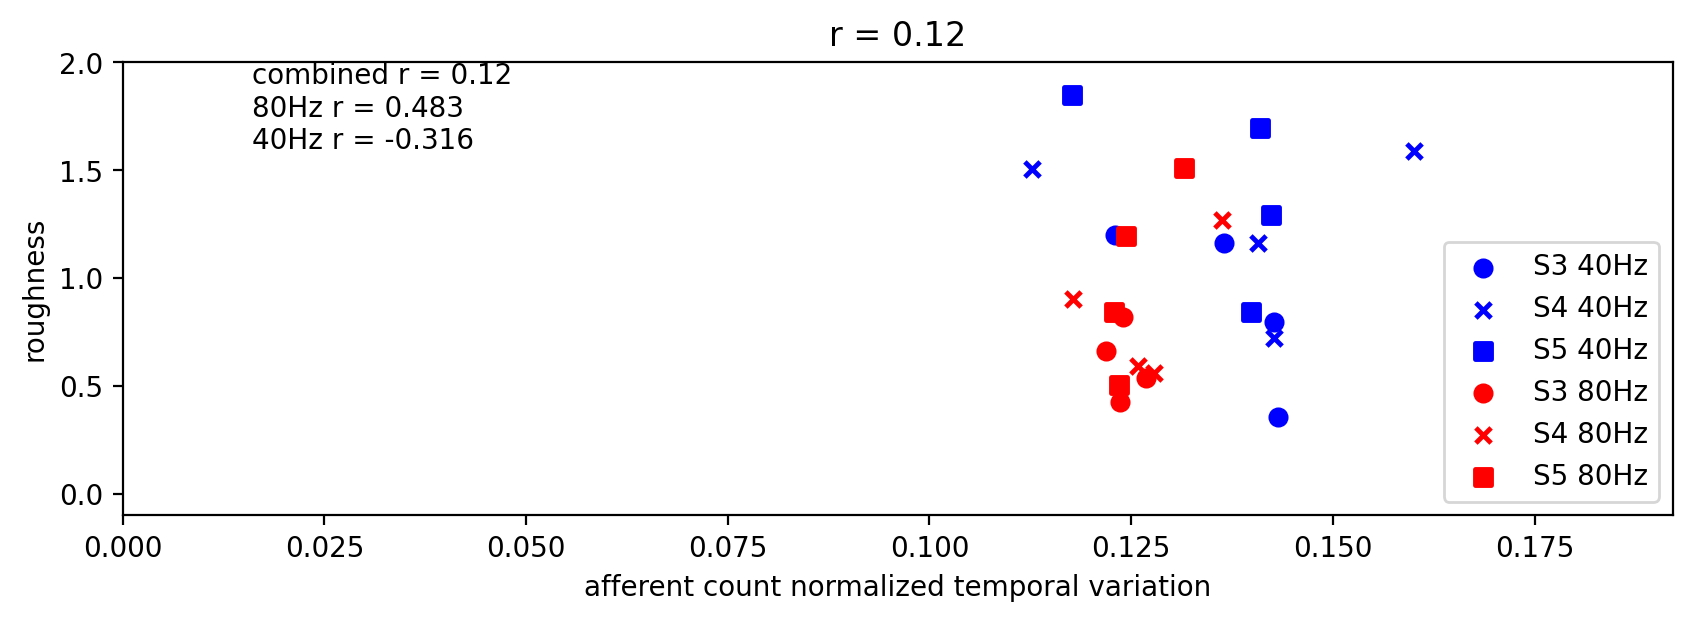 r = 0.12
combined r = 0.12
80Hz r = 0.483
40Hz r = -0.316
2.0
1.5
1.0
0.5
0.0
roughness
S3 40Hz
S4 40Hz
S5 40Hz
S3 80Hz
S4 80Hz
S5 80Hz
0.000 0.025 0.050 0.075 0.100 0.125 0.150 0.175
afferent count normalized temporal variation